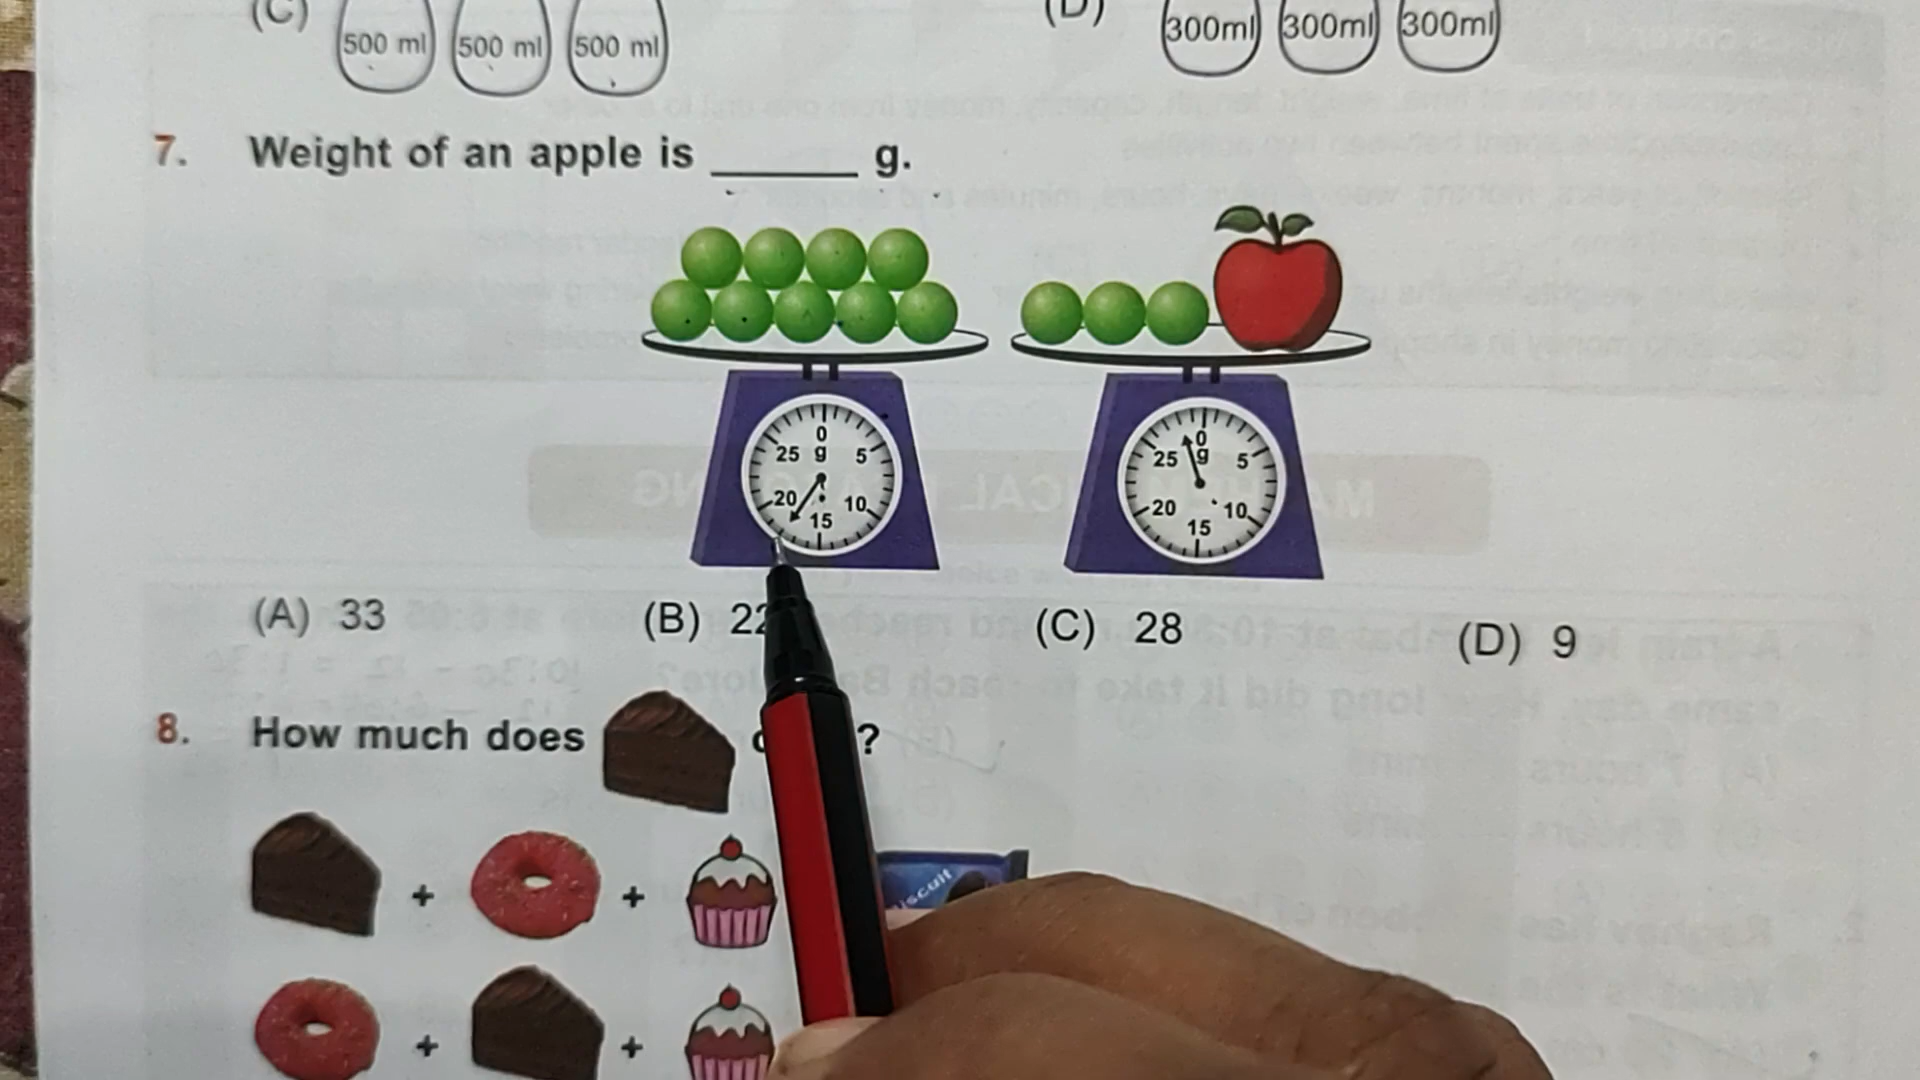 (C) 500 ml 500 ml 500 ml (D) 300ml 300ml 300ml
7. Weight of an apple is ______ g.
0 g 5 10 15 20 25
0 g 5 10 15 20 25
(A) 33 (B) 22 (C) 28 (D) 9
8. How much does ?
+ +
iscuit
+ +